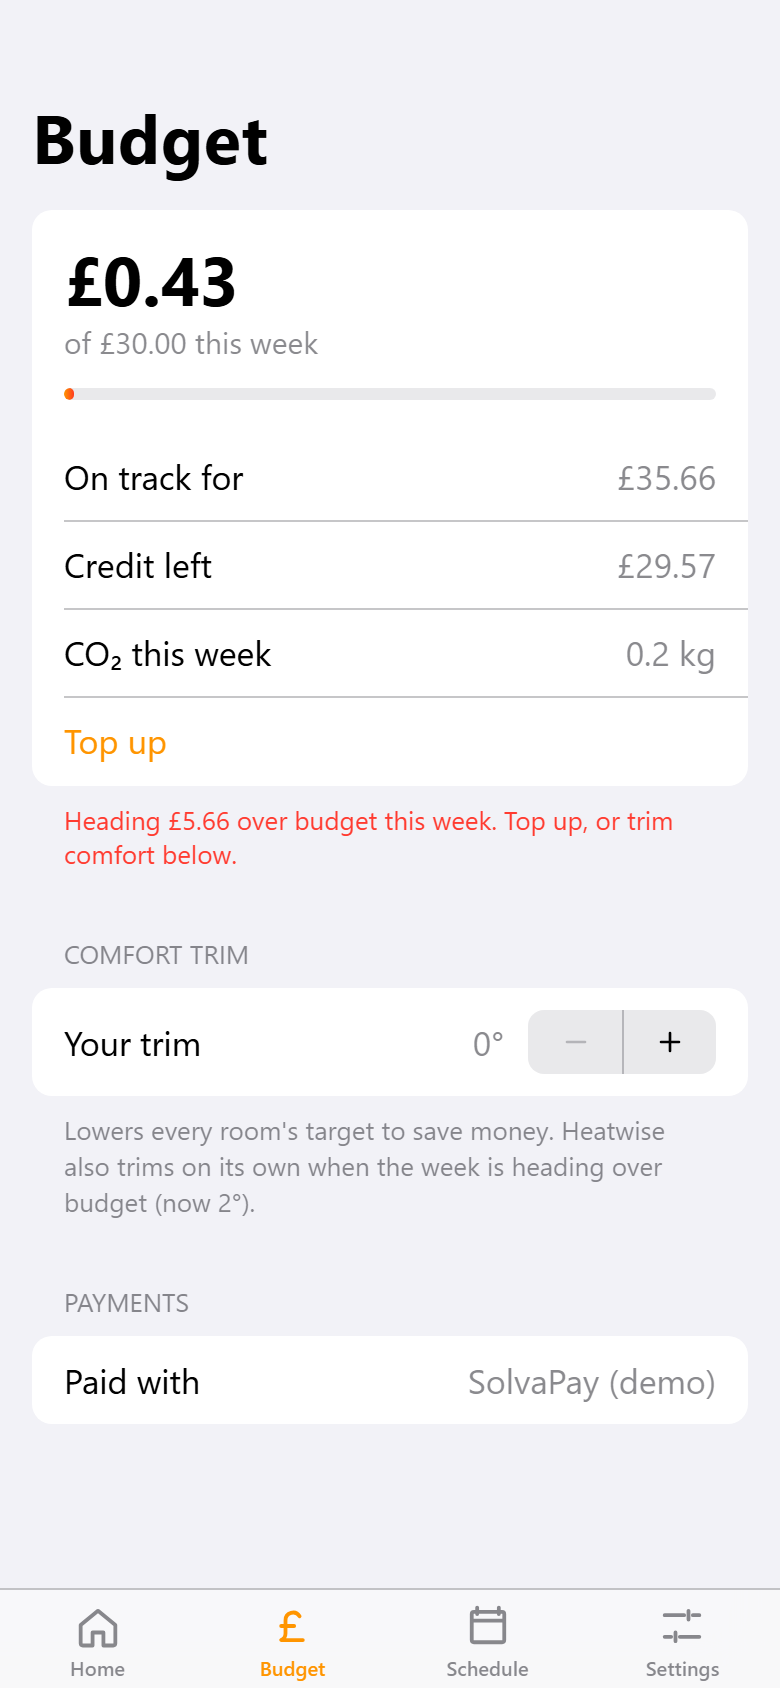 Budget
£0.43
of £30.00 this week
On track for £35.66
Credit left £29.57
CO₂ this week 0.2 kg
Top up
Heading £5.66 over budget this week. Top up, or trim
comfort below.
COMFORT TRIM
Your trim 0° − +
Lowers every room's target to save money. Heatwise
also trims on its own when the week is heading over
budget (now 2°).
PAYMENTS
Paid with SolvaPay (demo)
£
Home Budget Schedule Settings